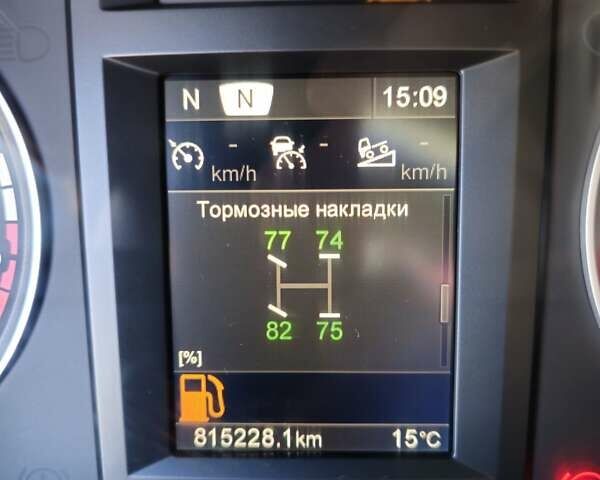 N N 15:09
- - -
km/h km/h
Тормозные накладки
77 74
82 75
[%]
815228.1km 15°C